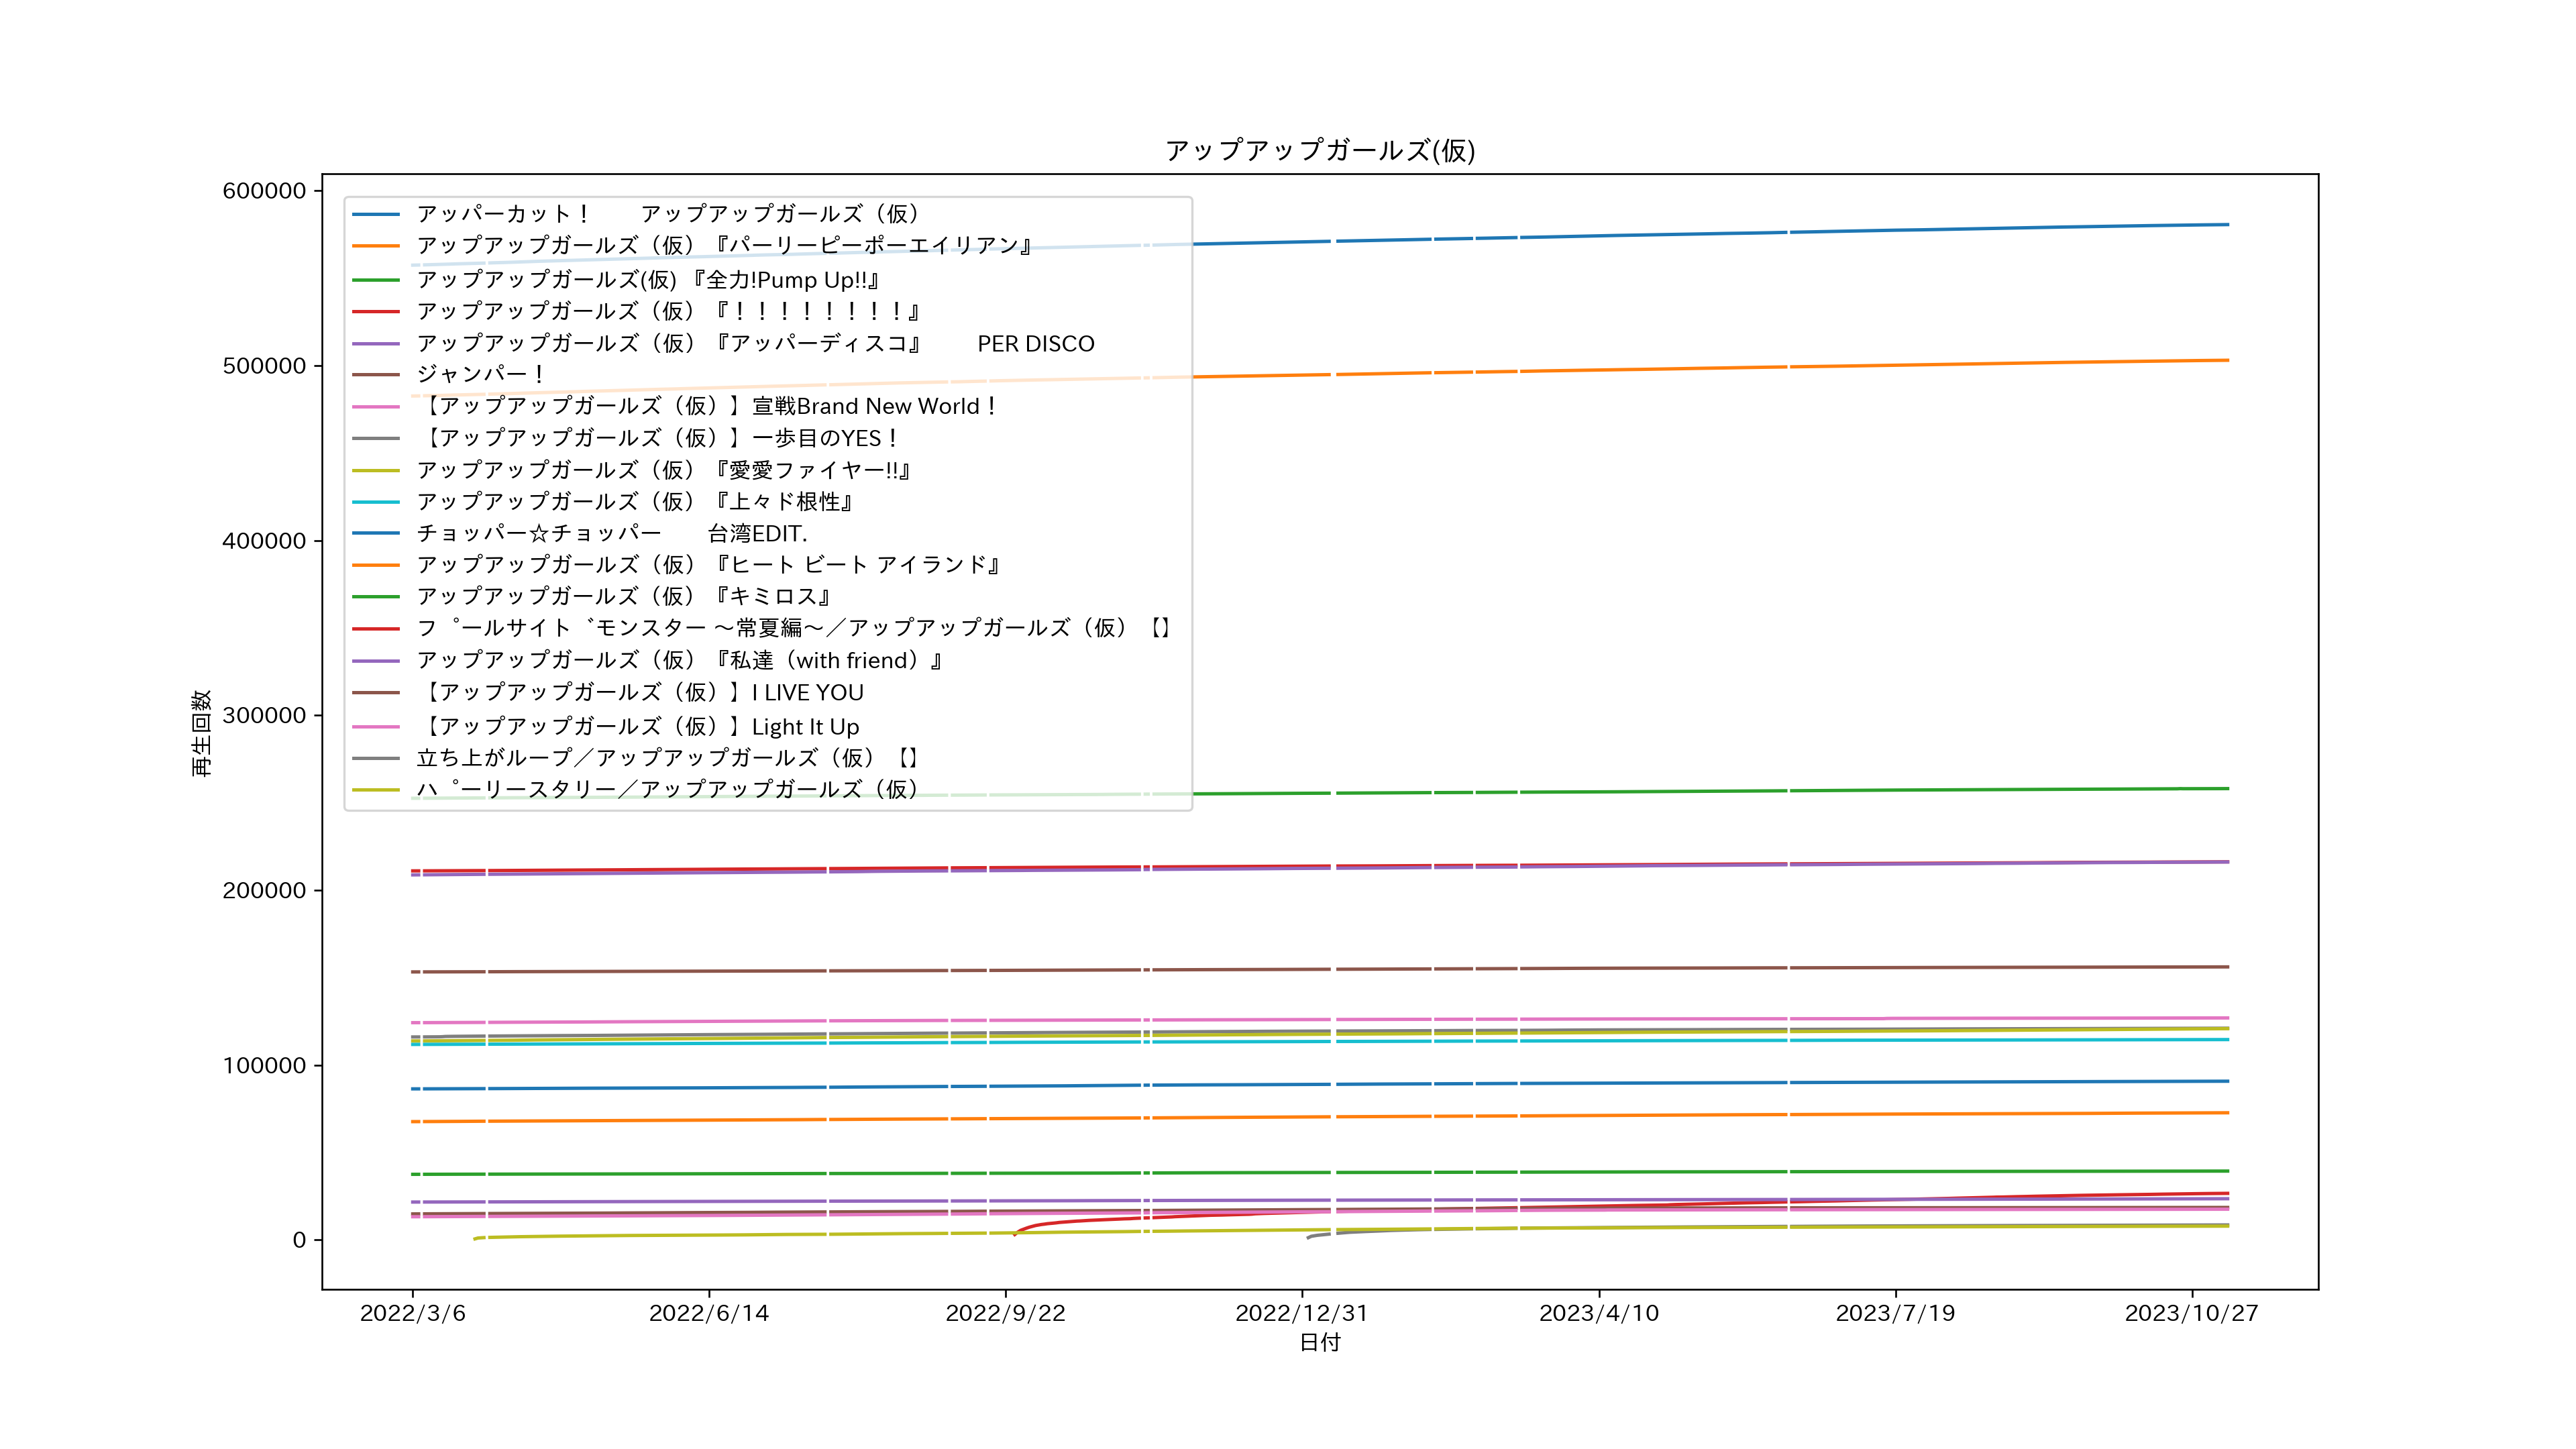 アップアップガールズ(仮)
600000
500000
400000
300000
200000
100000
0
再生回数
アッパーカット！　　アップアップガールズ（仮）
アップアップガールズ（仮）『パーリーピーポーエイリアン』
アップアップガールズ(仮) 『全力!Pump Up!!』
アップアップガールズ（仮）『！！！！！！！！』
アップアップガールズ（仮）『アッパーディスコ』　　PER DISCO
ジャンパー！
【アップアップガールズ（仮）】宣戦Brand New World！
【アップアップガールズ（仮）】一歩目のYES！
アップアップガールズ（仮）『愛愛ファイヤー!!』
アップアップガールズ（仮）『上々ド根性』
チョッパー☆チョッパー　　台湾EDIT.
アップアップガールズ（仮）『ヒート ビート アイランド』
アップアップガールズ（仮）『キミロス』
フ゜ールサイト゛モンスター 〜常夏編〜／アップアップガールズ（仮）【】
アップアップガールズ（仮）『私達（with friend）』
【アップアップガールズ（仮）】I LIVE YOU
【アップアップガールズ（仮）】Light It Up
立ち上がループ／アップアップガールズ（仮）【】
ハ゜ーリースタリー／アップアップガールズ（仮）
2022/3/6 2022/6/14 2022/9/22 2022/12/31 2023/4/10 2023/7/19 2023/10/27
日付